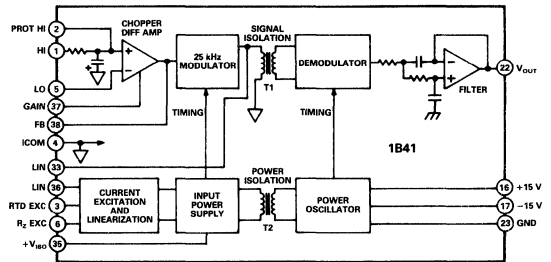 PROT HI 2
HI 1
LO 5
GAIN 37
FB 38
ICOM 4
LIN 33
LIN 36
RTD EXC 3
RZ EXC 6
+VISO 35
CHOPPER
DIFF AMP
+
+
−
25 kHz
MODULATOR
SIGNAL
ISOLATION
T1
DEMODULATOR
−
+
FILTER
22 VOUT
TIMING
TIMING
1B41
CURRENT
EXCITATION
AND
LINEARIZATION
INPUT
POWER
SUPPLY
POWER
ISOLATION
T2
POWER
OSCILLATOR
16 +15 V
17 −15 V
23 GND